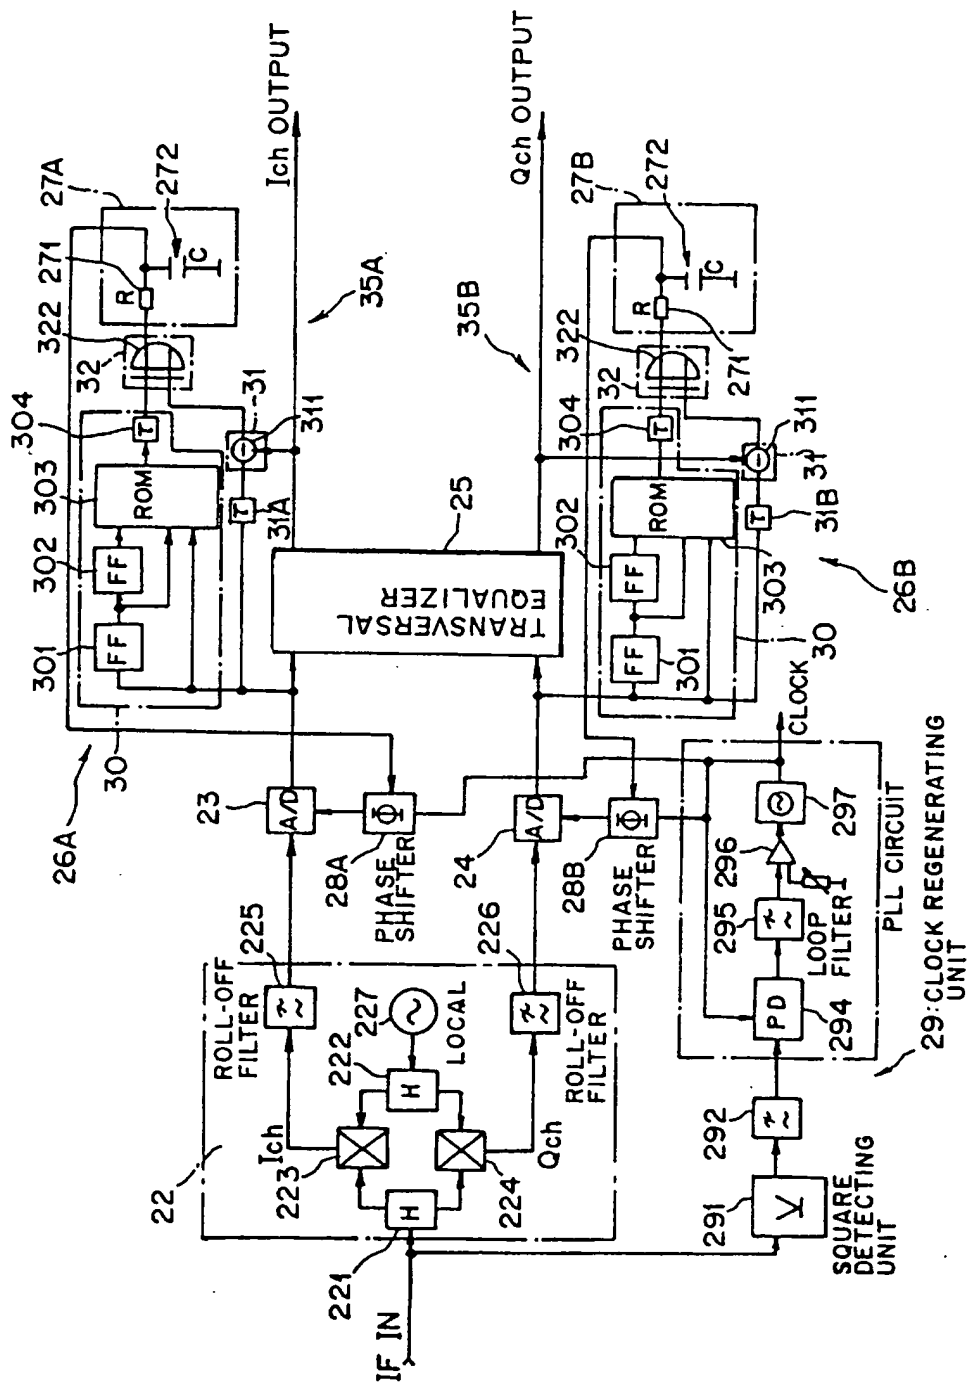 26A
301
302
303
304
322
271
27A
272
FF
FF
ROM
T
32
R
C
30
31
311
31A
T
Ich OUTPUT
35A
23
A/D
28A
Φ
PHASE
SHIFTER
TRANSVERSAL
EQUALIZER
25
Qch OUTPUT
35B
22
ROLL-OFF
FILTER
225
Ich
223
222
H
227
LOCAL
221
H
224
Qch
226
ROLL-OFF
FILTER
IF IN
24
A/D
28B
Φ
PHASE
SHIFTER
302
304
322
32
27B
272
FF
FF
ROM
T
R
C
271
301
303
30
31
311
T
31B
26B
CLOCK
SQUARE
DETECTING
UNIT
291
292
PD
294
295
LOOP
FILTER
296
297
PLL CIRCUIT
29:CLOCK REGENERATING
UNIT